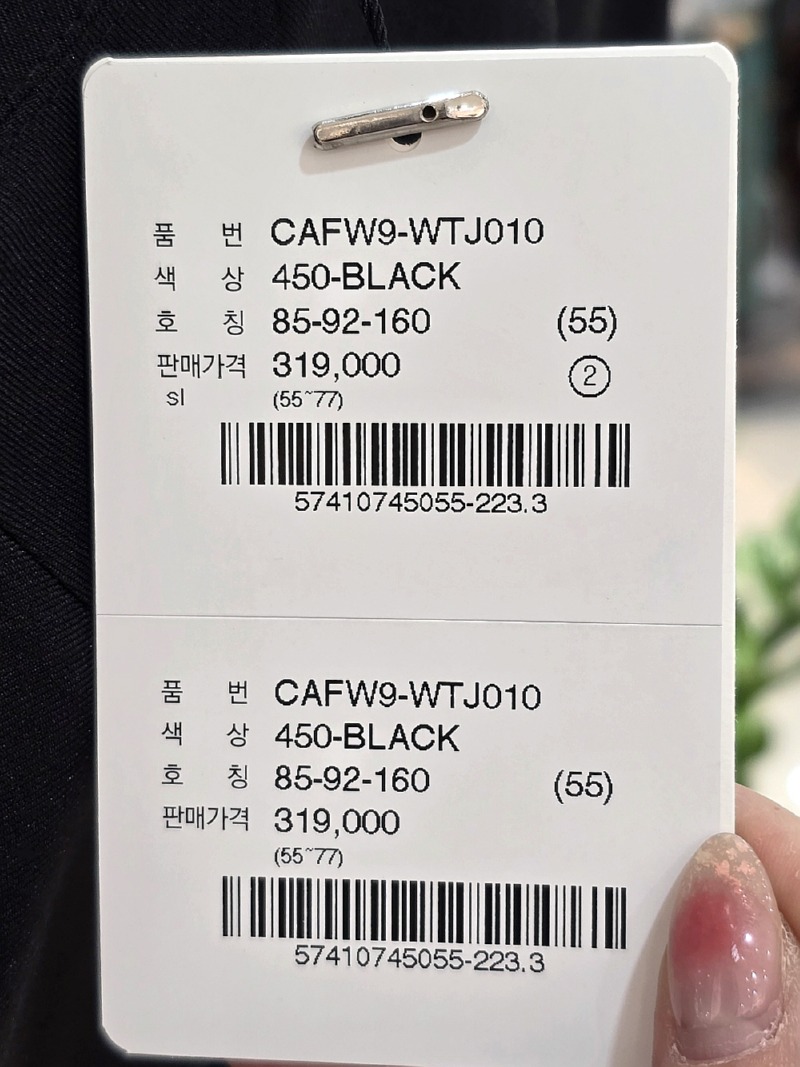 품 번 CAFW9-WTJ010
색 상 450-BLACK
호 칭 85-92-160 (55)
판매가격 319,000 ②
sl (55~77)
57410745055-223.3
품 번 CAFW9-WTJ010
색 상 450-BLACK
호 칭 85-92-160 (55)
판매가격 319,000
(55~77)
57410745055-223.3